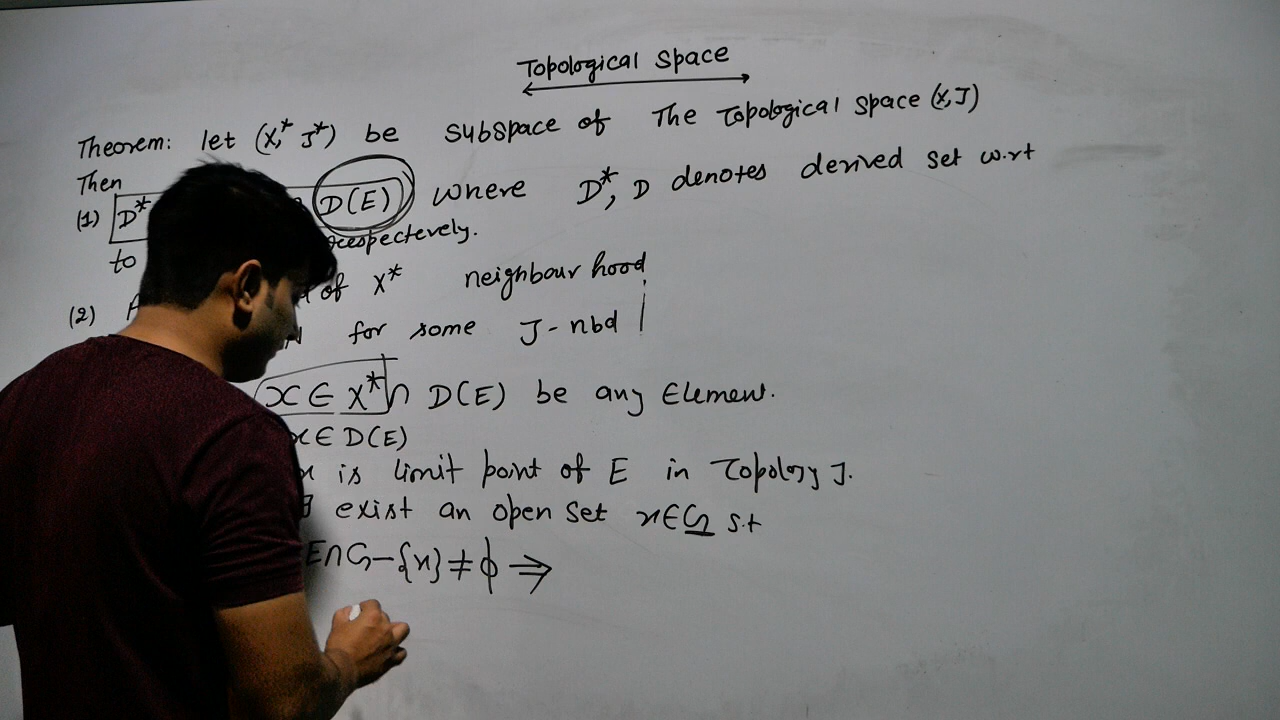 Topological Space
Theorem: let (X,* J*) be subspace of The Topological space (X,J)
Then
(1) D* D(E) where D*, D denotes derived set w.r.t
to respectevely.
(2) of X* neighbourhood
for some J-nbd
x ∈ X* ∩ D(E) be any Element.
x ∈ D(E)
x is limit point of E in Topology J.
∃ exist an open set x∈G s.t
E∩G-{x} ≠ ϕ ⇒